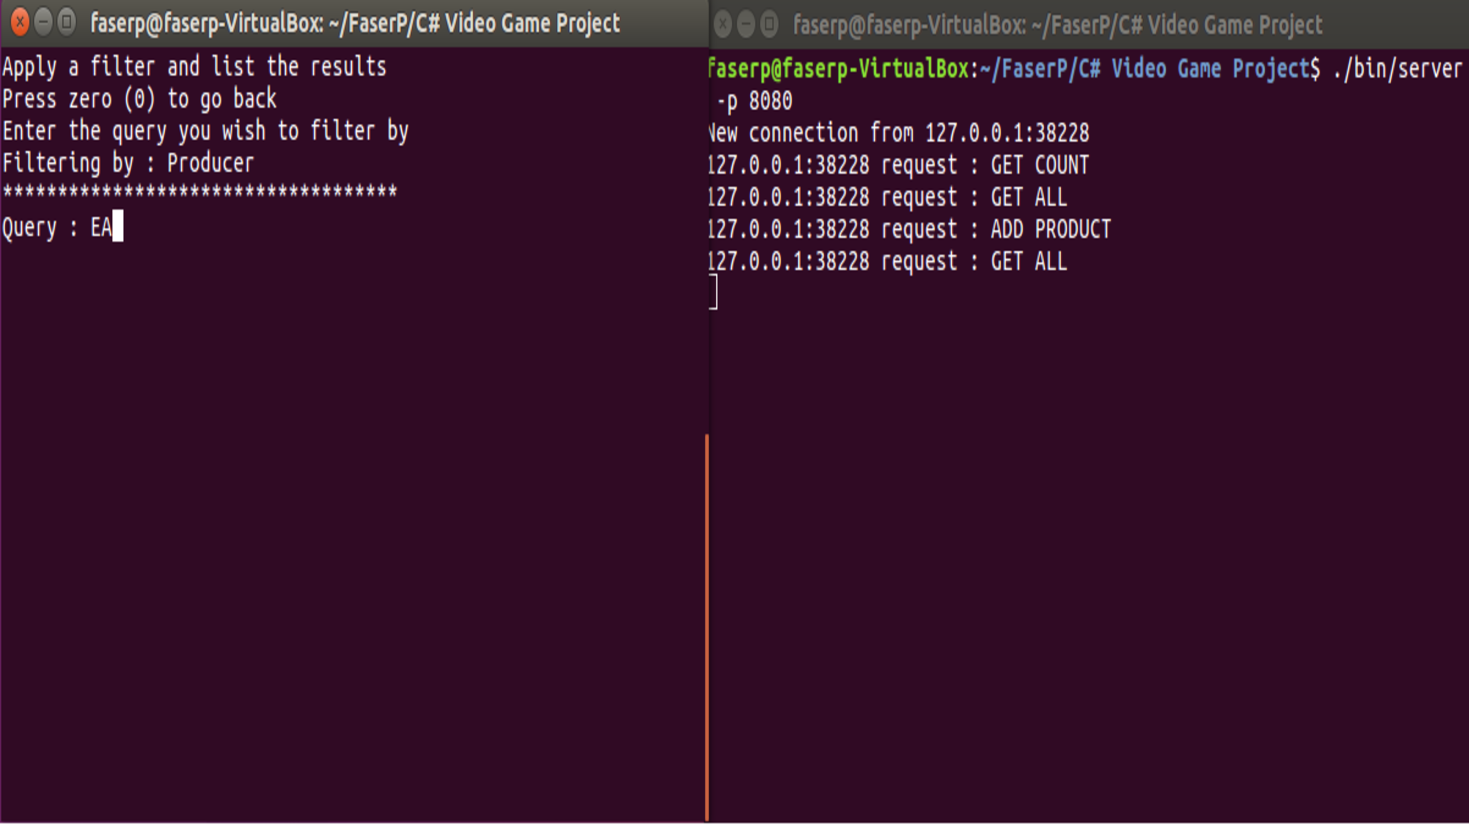 faserp@faserp-VirtualBox: ~/FaserP/C# Video Game Project
Apply a filter and list the results
Press zero (0) to go back
Enter the query you wish to filter by
Filtering by : Producer
************************************
Query : EA
faserp@faserp-VirtualBox: ~/FaserP/C# Video Game Project
faserp@faserp-VirtualBox:~/FaserP/C# Video Game Project$ ./bin/server
-p 8080
New connection from 127.0.0.1:38228
127.0.0.1:38228 request : GET COUNT
127.0.0.1:38228 request : GET ALL
127.0.0.1:38228 request : ADD PRODUCT
127.0.0.1:38228 request : GET ALL